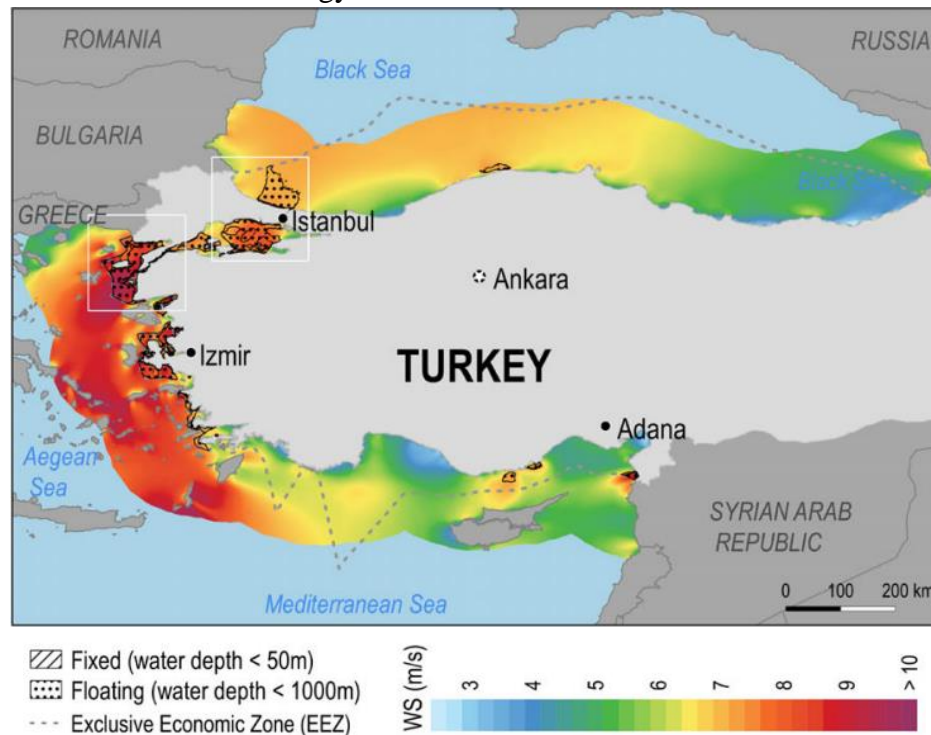 ROMANIA
RUSSIA
Black Sea
BULGARIA
Black
GREECE
Istanbul
Ankara
Izmir
TURKEY
Adana
Aegean
Sea
SYRIAN ARAB
REPUBLIC
0 100 200 km
Mediterranean Sea
Fixed (water depth < 50m)
Floating (water depth < 1000m)
Exclusive Economic Zone (EEZ)
WS (m/s)
3 4 5 6 7 8 9 > 10